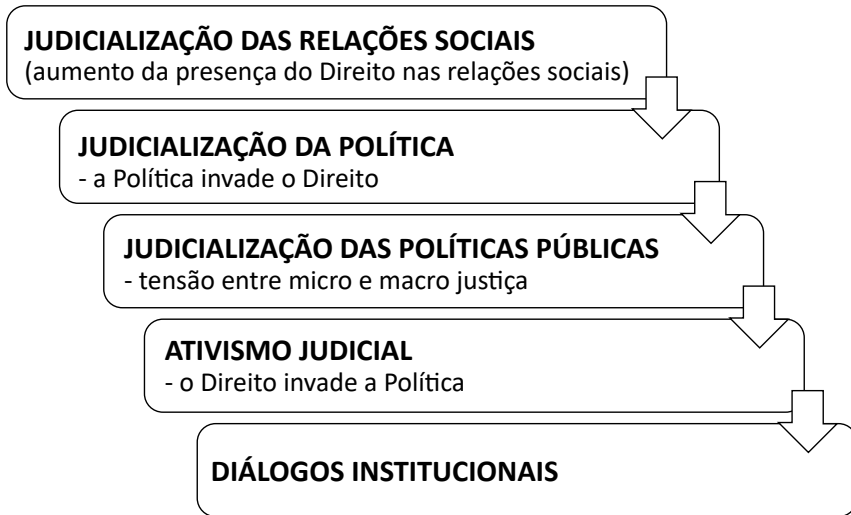 JUDICIALIZAÇÃO DAS RELAÇÕES SOCIAIS
(aumento da presença do Direito nas relações sociais)
JUDICIALIZAÇÃO DA POLÍTICA
- a Política invade o Direito
JUDICIALIZAÇÃO DAS POLÍTICAS PÚBLICAS
- tensão entre micro e macro justiça
ATIVISMO JUDICIAL
- o Direito invade a Política
DIÁLOGOS INSTITUCIONAIS